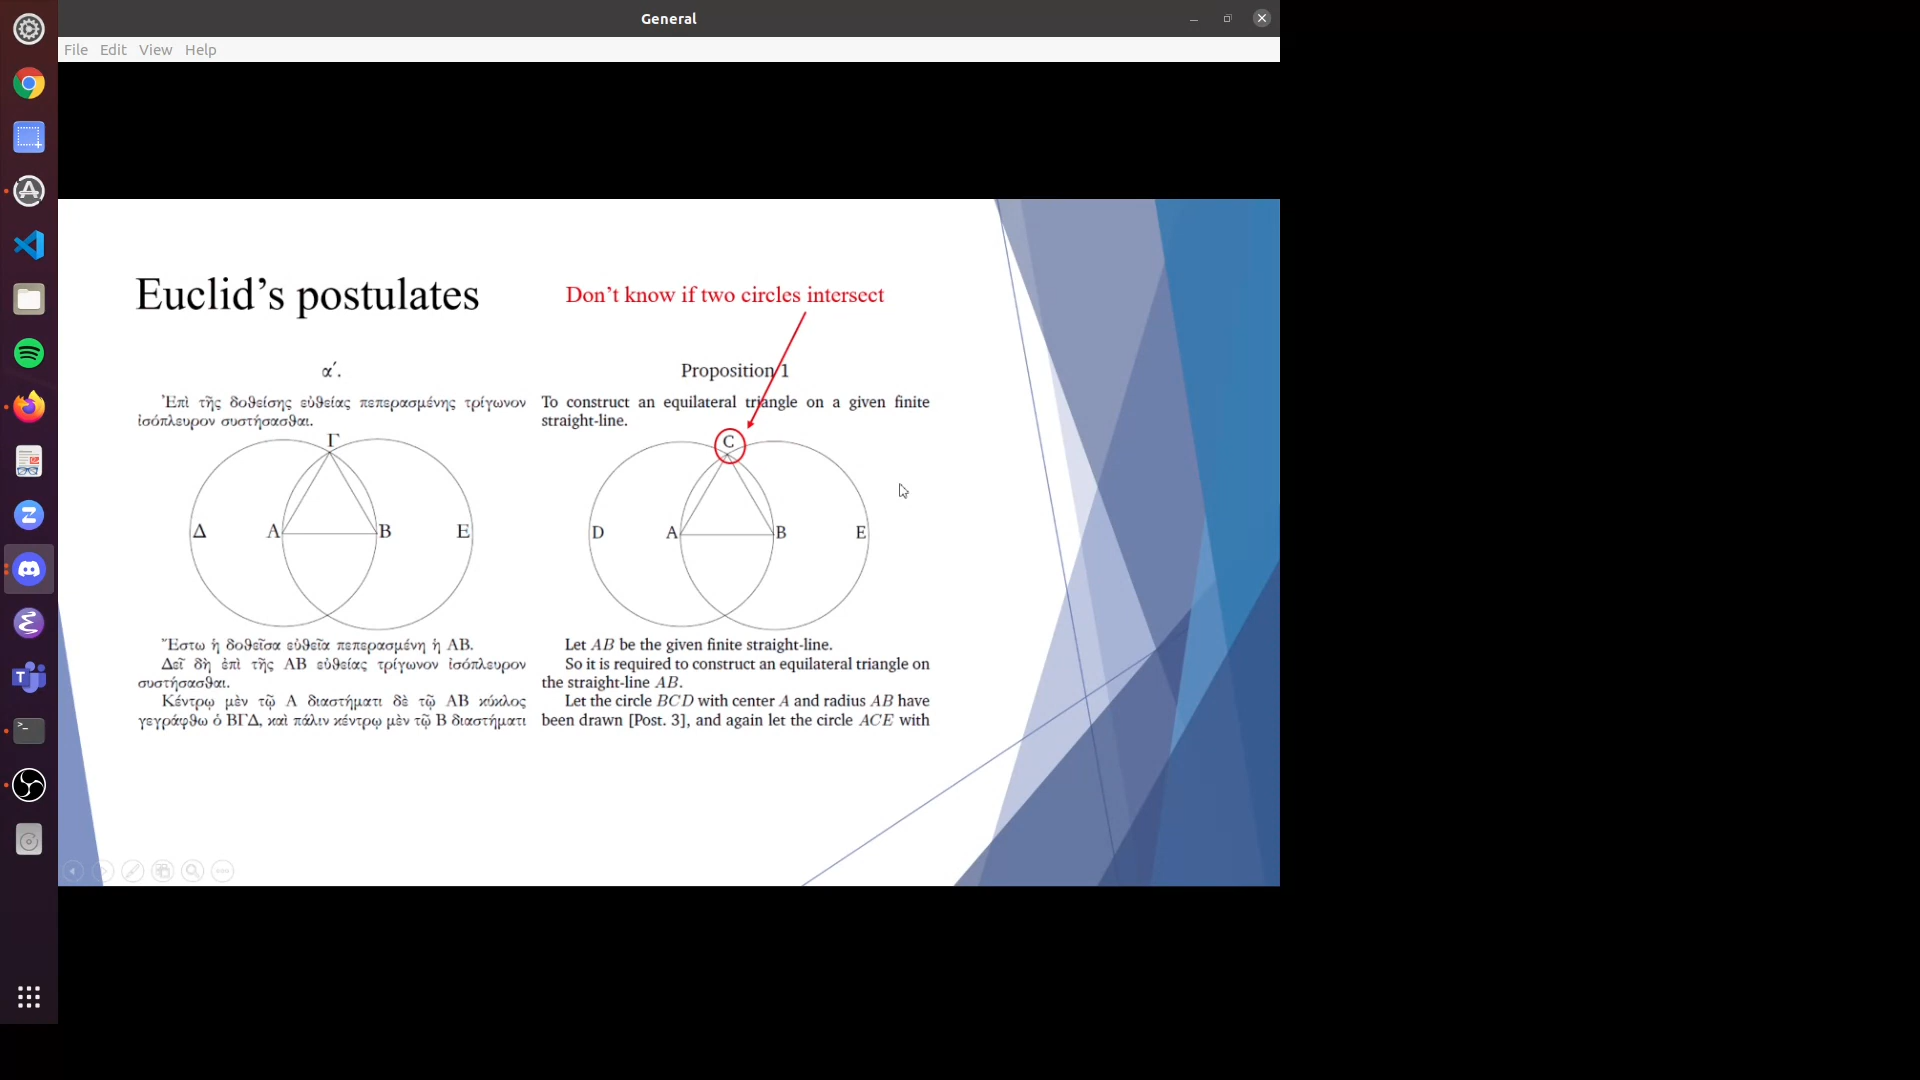 General
File Edit View Help
Euclid’s postulates
Don’t know if two circles intersect
α΄.
Ἐπὶ τῆς δοθείσης εὐθείας πεπερασμένης τρίγωνον
ἰσόπλευρον συστήσασθαι.
Γ
Δ Α Β Ε
Ἔστω ἡ δοθεῖσα εὐθεῖα πεπερασμένη ἡ ΑΒ.
Δεῖ δὴ ἐπὶ τῆς ΑΒ εὐθείας τρίγωνον ἰσόπλευρον
συστήσασθαι.
Κέντρῳ μὲν τῷ Α διαστήματι δὲ τῷ ΑΒ κύκλος
γεγράφθω ὁ ΒΓΔ, καὶ πάλιν κέντρῳ μὲν τῷ Β διαστήματι
Proposition 1
To construct an equilateral triangle on a given finite
straight-line.
C
D A B E
Let AB be the given finite straight-line.
So it is required to construct an equilateral triangle on
the straight-line AB.
Let the circle BCD with center A and radius AB have
been drawn [Post. 3], and again let the circle ACE with